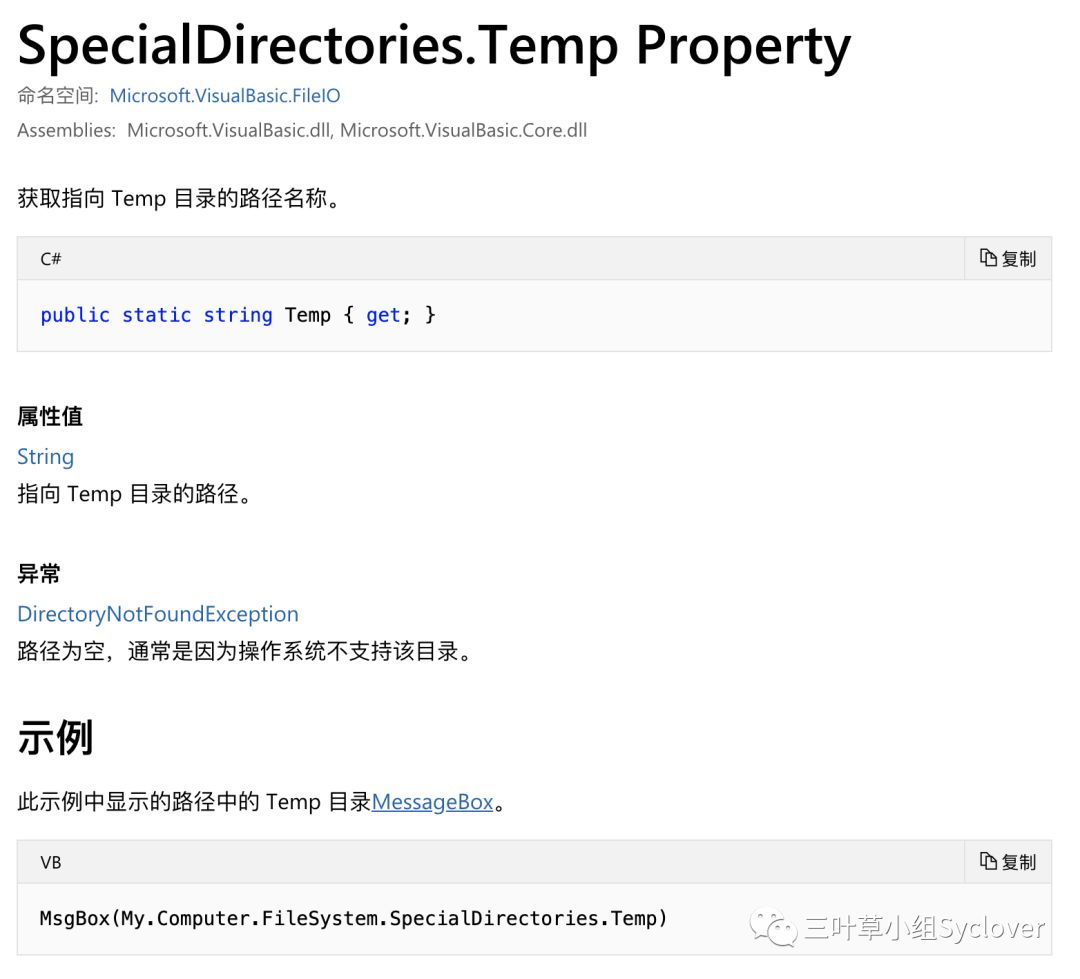 SpecialDirectories.Temp Property
命名空间: Microsoft.VisualBasic.FileIO
Assemblies: Microsoft.VisualBasic.dll, Microsoft.VisualBasic.Core.dll
获取指向 Temp 目录的路径名称。
C# 复制
public static string Temp { get; }
属性值
String
指向 Temp 目录的路径。
异常
DirectoryNotFoundException
路径为空，通常是因为操作系统不支持该目录。
示例
此示例中显示的路径中的 Temp 目录MessageBox。
VB 复制
MsgBox(My.Computer.FileSystem.SpecialDirectories.Temp)
三叶草小组Syclover